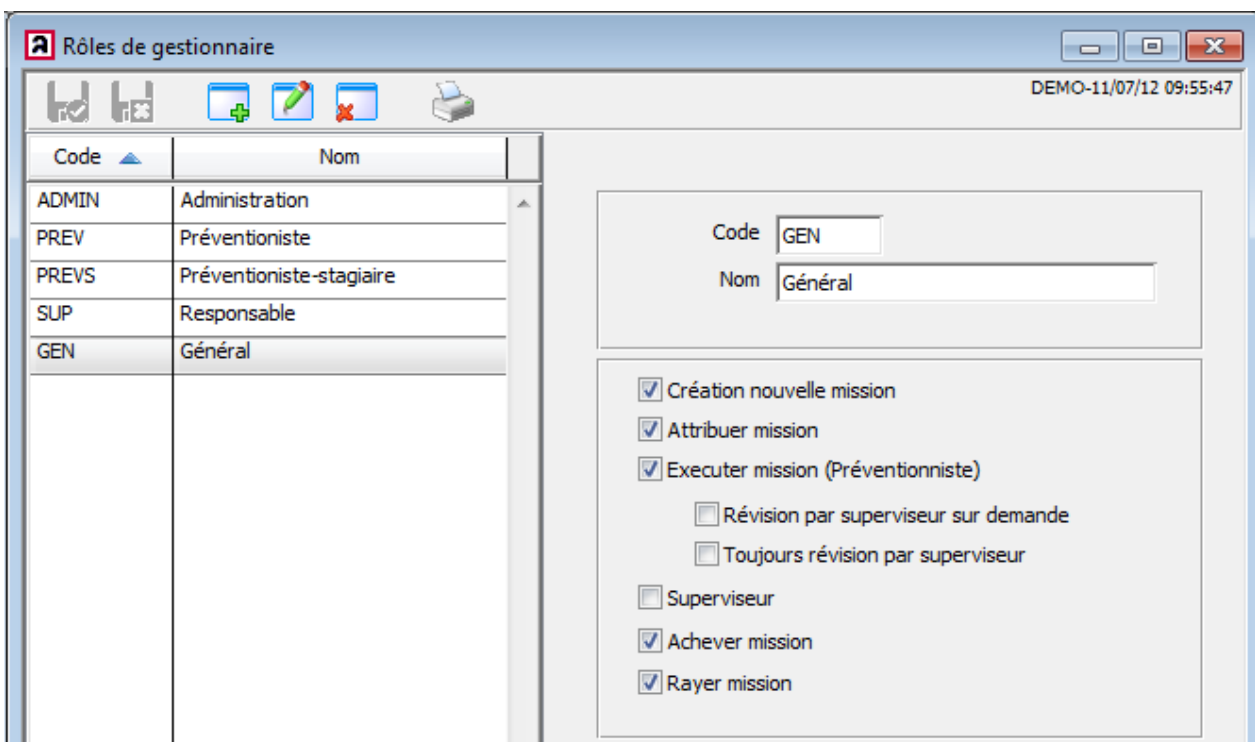 Rôles de gestionnaire
DEMO-11/07/12 09:55:47
Code Nom
ADMIN Administration
PREV Préventioniste
PREVS Préventioniste-stagiaire
SUP Responsable
GEN Général
Code GEN
Nom Général
Création nouvelle mission
Attribuer mission
Executer mission (Préventionniste)
Révision par superviseur sur demande
Toujours révision par superviseur
Superviseur
Achever mission
Rayer mission